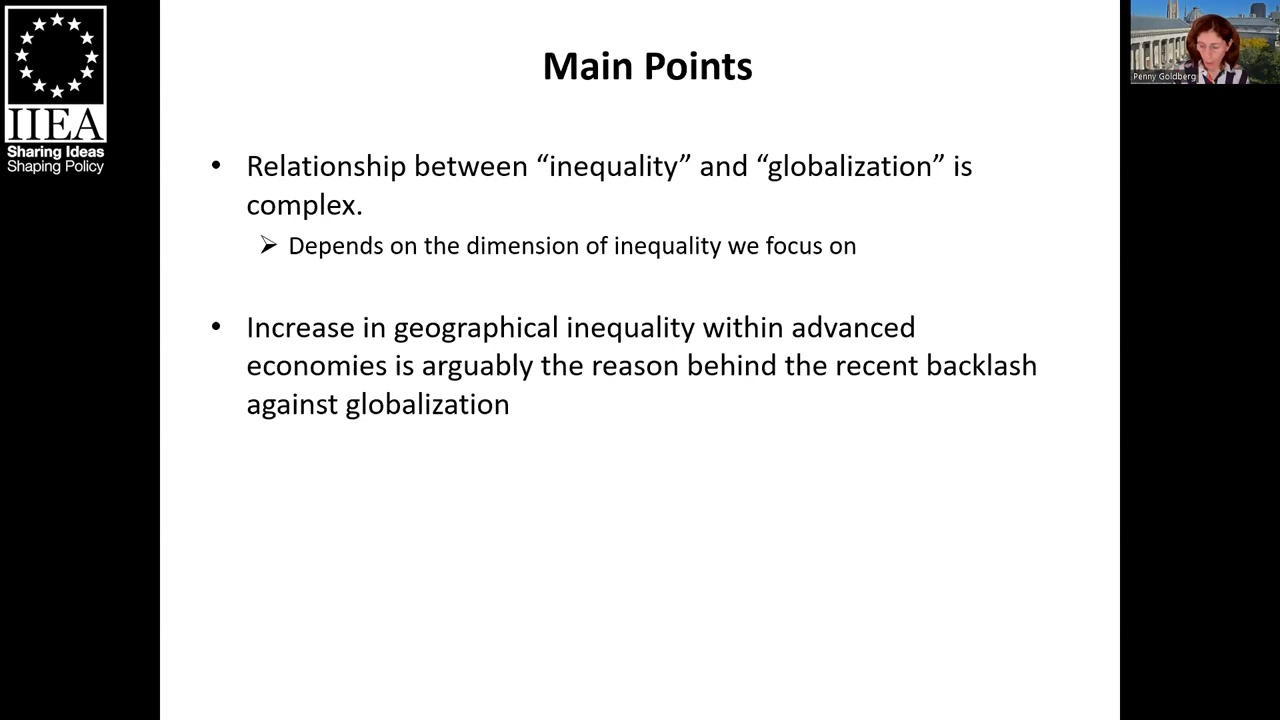 IIEA
Sharing Ideas
Shaping Policy
Main Points
• Relationship between “inequality” and “globalization” is
complex.
➢ Depends on the dimension of inequality we focus on
• Increase in geographical inequality within advanced
economies is arguably the reason behind the recent backlash
against globalization
Penny Goldberg